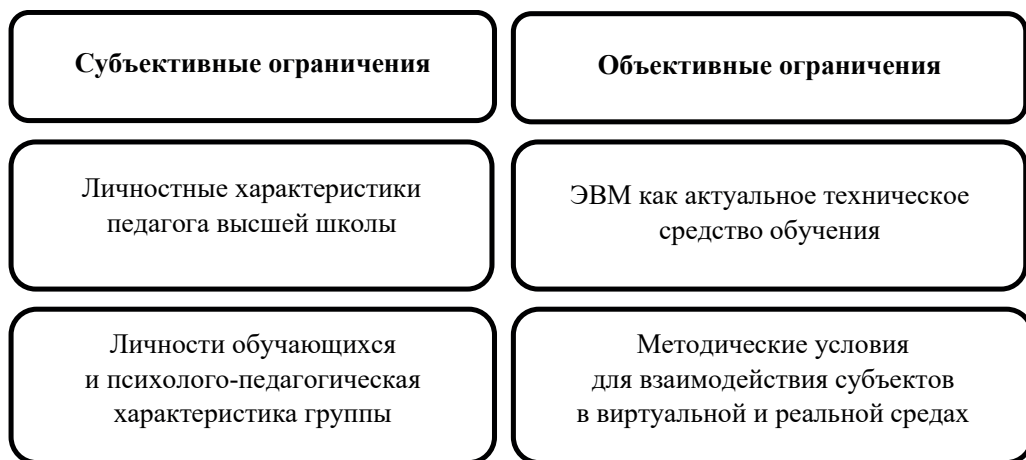 Субъективные ограничения
Объективные ограничения
Личностные характеристики
педагога высшей школы
ЭВМ как актуальное техническое
средство обучения
Личности обучающихся
и психолого-педагогическая
характеристика группы
Методические условия
для взаимодействия субъектов
в виртуальной и реальной средах